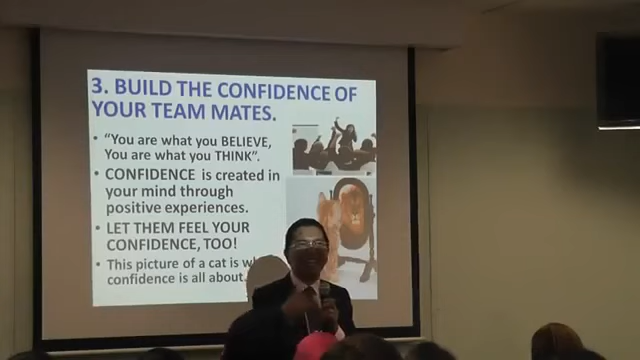 3. BUILD THE CONFIDENCE OF
YOUR TEAM MATES.
• “You are what you BELIEVE,
You are what you THINK”.
• CONFIDENCE is created in
your mind through
positive experiences.
• LET THEM FEEL YOUR
CONFIDENCE, TOO!
• This picture of a cat is
confidence is all about.